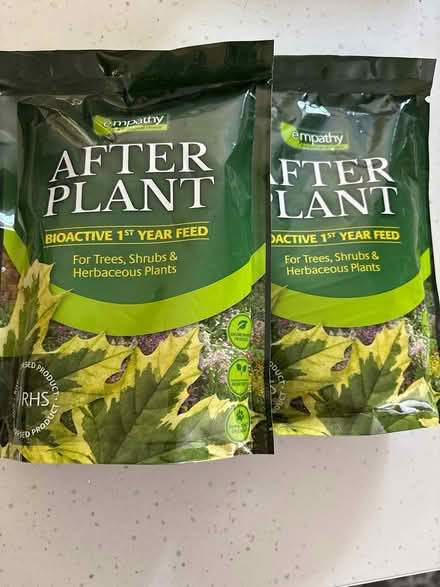 empathy
AFTER
PLANT
BIOACTIVE 1ST YEAR FEED
For Trees, Shrubs &
Herbaceous Plants
RHS
PRODUCT
empathy
AFTER
PLANT
BIOACTIVE 1ST YEAR FEED
For Trees, Shrubs &
Herbaceous Plants